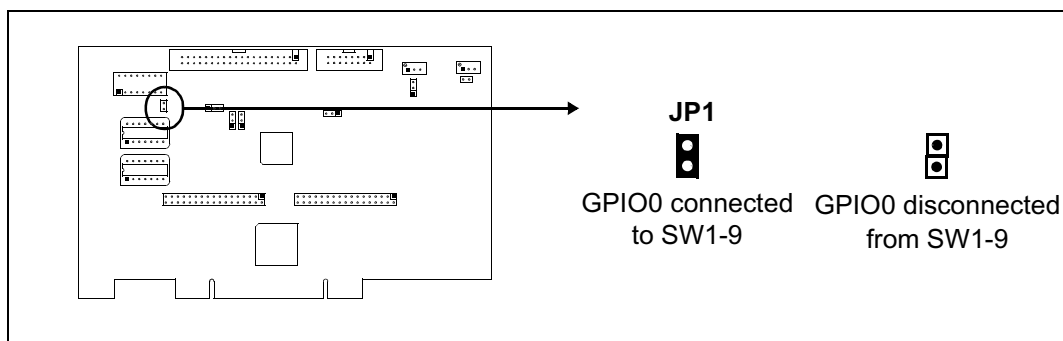 JP1
GPIO0 connected
to SW1-9
GPIO0 disconnected
from SW1-9